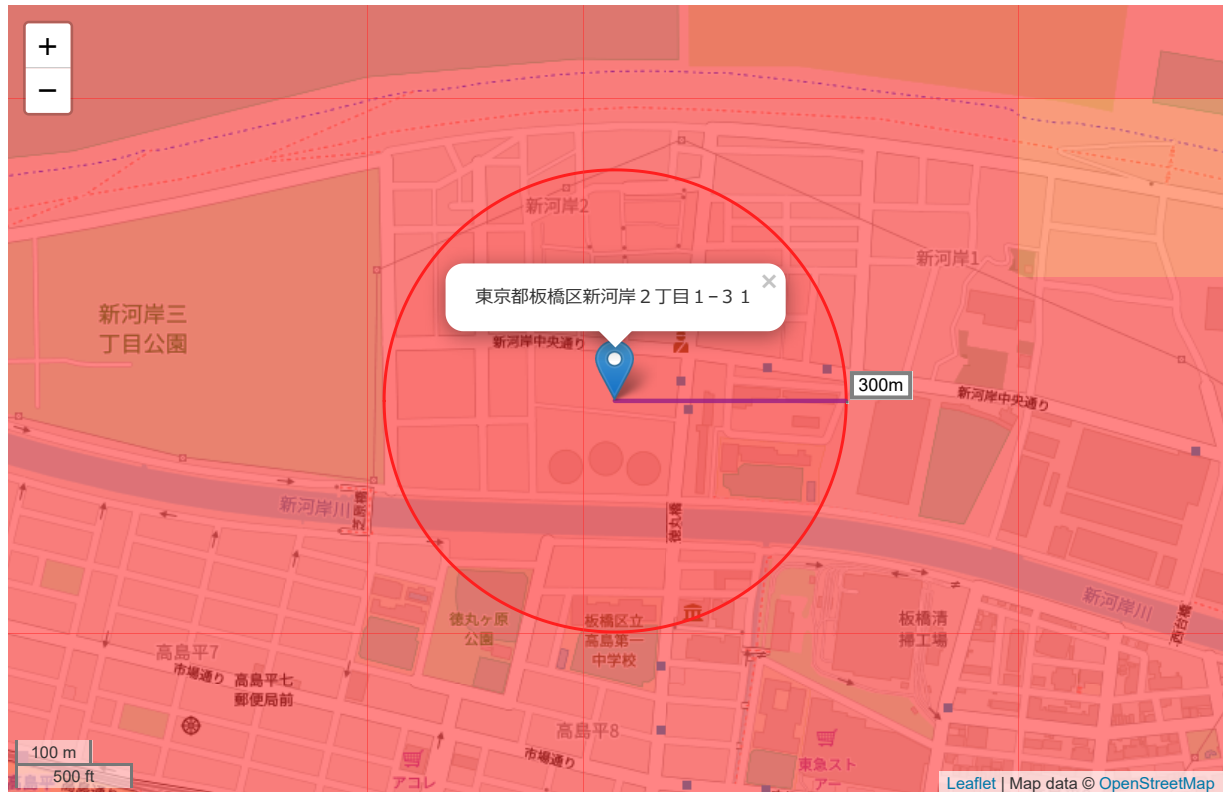 +
−
新河岸2
新河岸1
東京都板橋区新河岸２丁目１−３１
×
新河岸三
丁目公園
新河岸中央通り
300m
新河岸中央通り
新河岸川
芝原橋
徳丸橋
新河岸川
西台橋
徳丸ヶ原
公園
板橋区立
高島第一
中学校
板橋清
掃工場
高島平7
市場通り
高島平七
郵便局前
高島平8
市場通り
アコレ
東急スト
アー
100 m
500 ft
Leaflet | Map data © OpenStreetMap